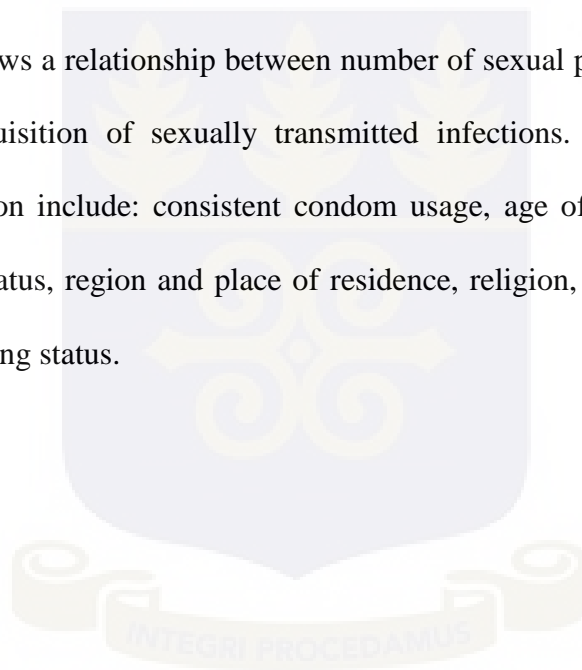 ws a relationship between number of sexual p
uisition of sexually transmitted infections.
on include: consistent condom usage, age of
atus, region and place of residence, religion,
ng status.
INTEGRI PROCEDAMUS